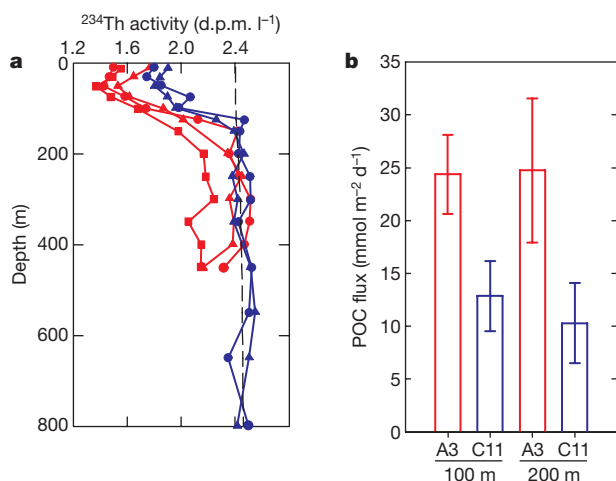 ²³⁴Th activity (d.p.m. l⁻¹)
1.2 1.6 2.0 2.4
a
0
200
400
600
800
Depth (m)
b
35
30
25
20
15
10
5
0
POC flux (mmol m⁻² d⁻¹)
A3 C11 A3 C11
100 m 200 m